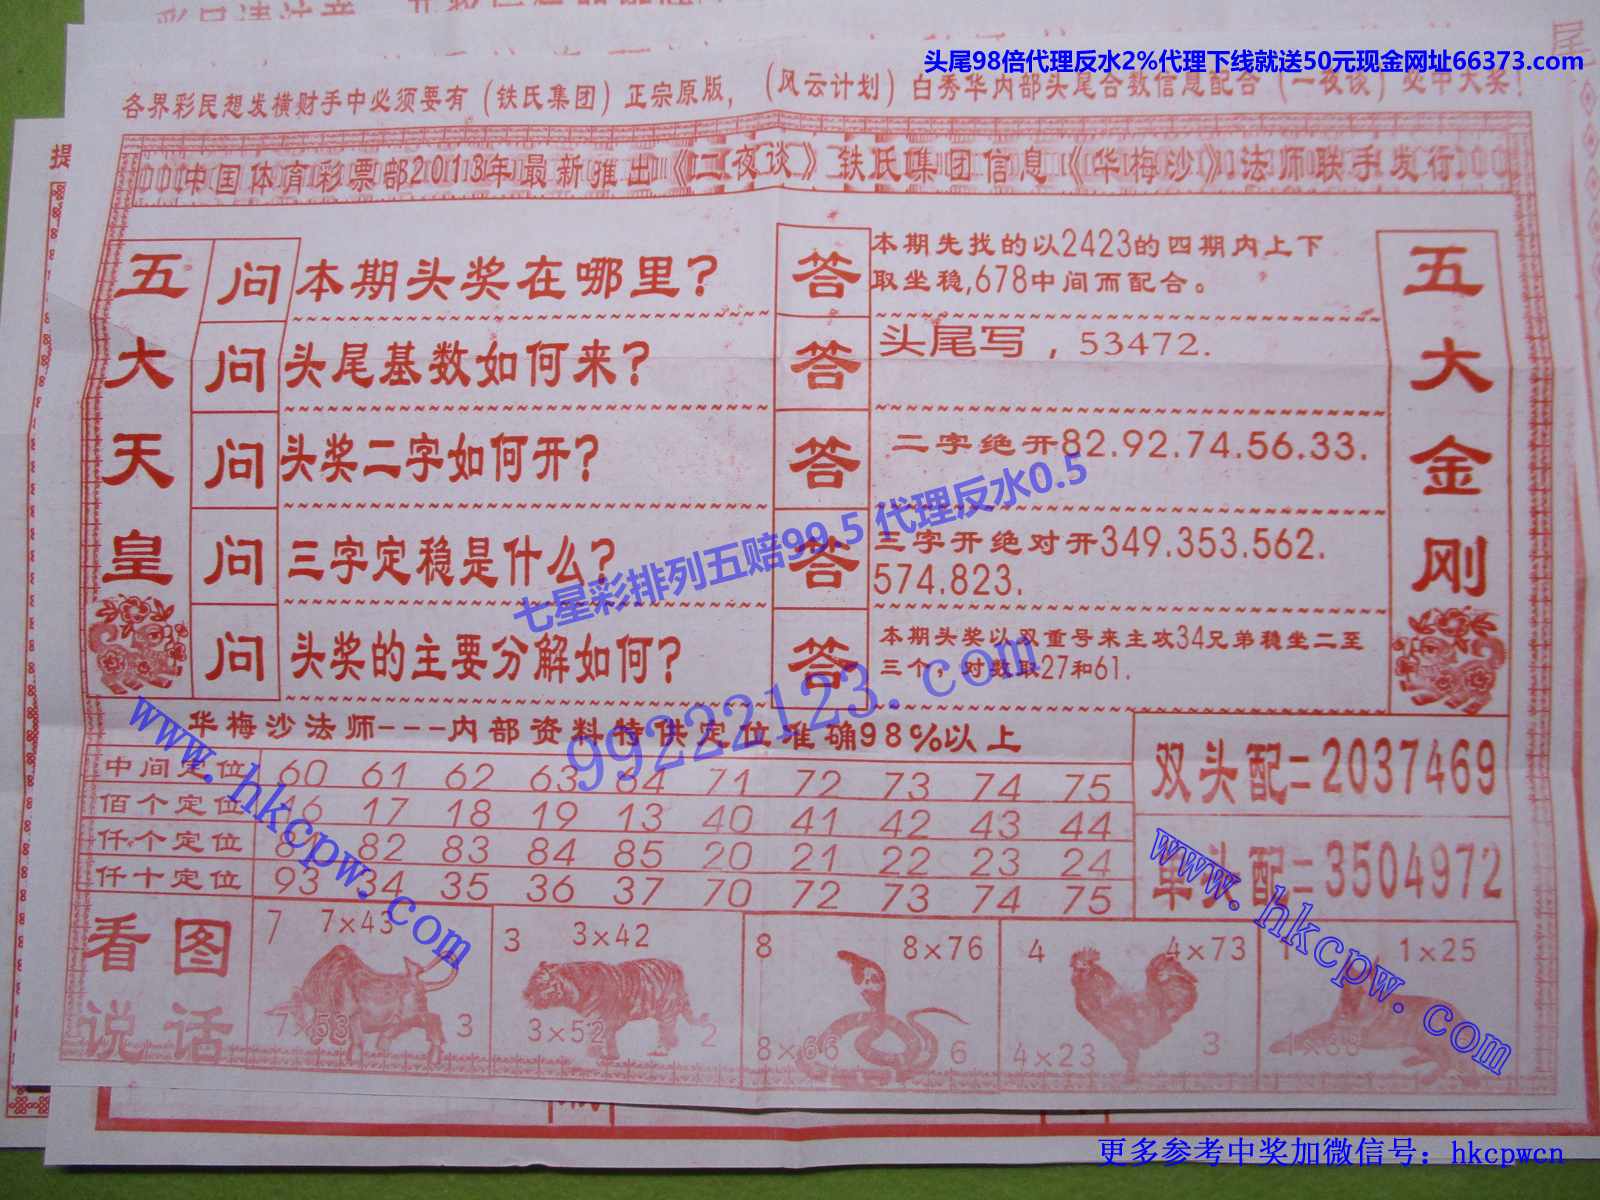 头尾98倍代理反水2%代理下线就送50元现金网址66373.com
各界彩民想发横财手中必须要有(铁氏集团)正宗原版,(风云计划)白秀华内部头尾合数信息配合(一夜谈)必中大奖!
中国体育彩票部2013年最新推出《二夜谈》铁氏集团信息《华梅沙》法师联手发行
五大天皇
问 本期头奖在哪里?
答 本期先找的以2423的四期内上下
取坐稳,678中间而配合。
问 头尾基数如何来?
答 头尾写,53472.
问 头奖二字如何开?
答 二字绝开82.92.74.56.33.
问 三字定稳是什么?
答 三字开绝对开349.353.562.
574.823.
问 头奖的主要分解如何?
答 本期头奖以双重号来主攻34兄弟稳坐二至
三个,对数取27和61.
五大金刚
七星彩排列五赔99.5 代理反水0.5
99222123.com
华梅沙法师---内部资料特供定位准确98%以上
中间定位 60 61 62 63 64 71 72 73 74 75
佰个定位 16 17 18 19 13 40 41 42 43 44
仟个定位 82 83 84 85 20 21 22 23 24
仟十定位 93 34 35 36 37 70 72 73 74 75
双头配=2037469
单头配=3504972
www.hkcpw.com
www.hkcpw.com
看图
说话
7 7×43
7×53 3
3 3×42
3×52 2
8 8×76
8×66 6
4 4×73
4×23 3
1 1×25
1×88
更多参考中奖加微信号：hkcpwcn